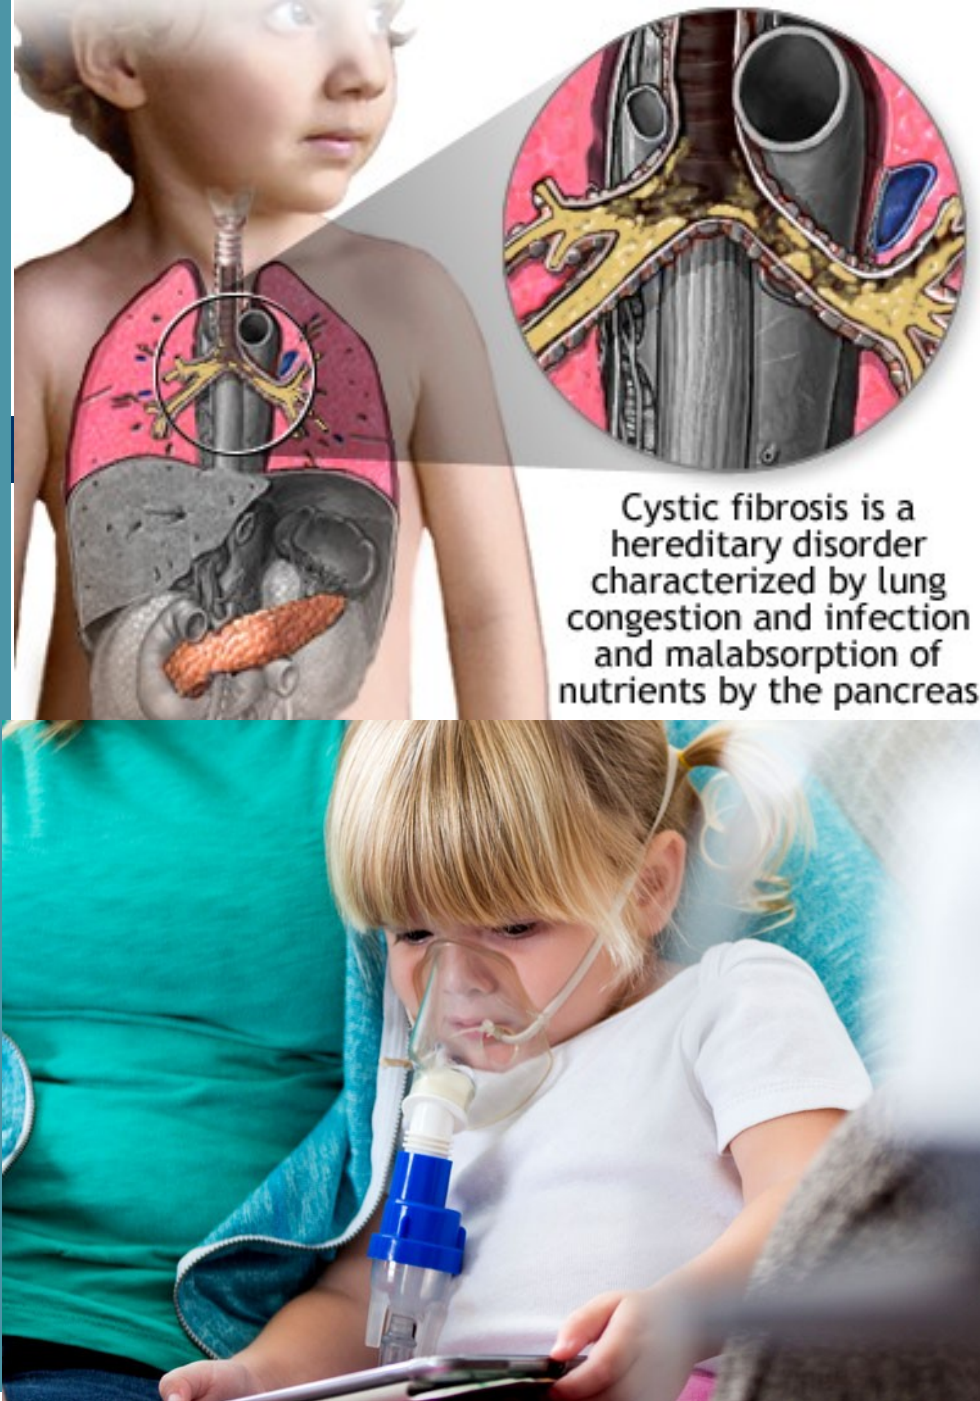 Cystic fibrosis is a
hereditary disorder
characterized by lung
congestion and infection
and malabsorption of
nutrients by the pancreas